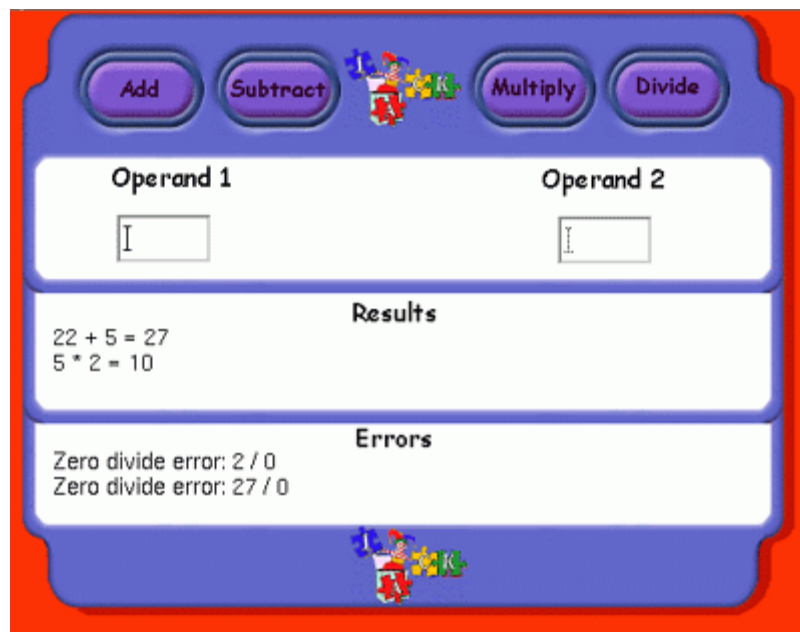 Add Subtract Multiply Divide
Operand 1 Operand 2
Results
22 + 5 = 27
5 * 2 = 10
Errors
Zero divide error: 2 / 0
Zero divide error: 27 / 0